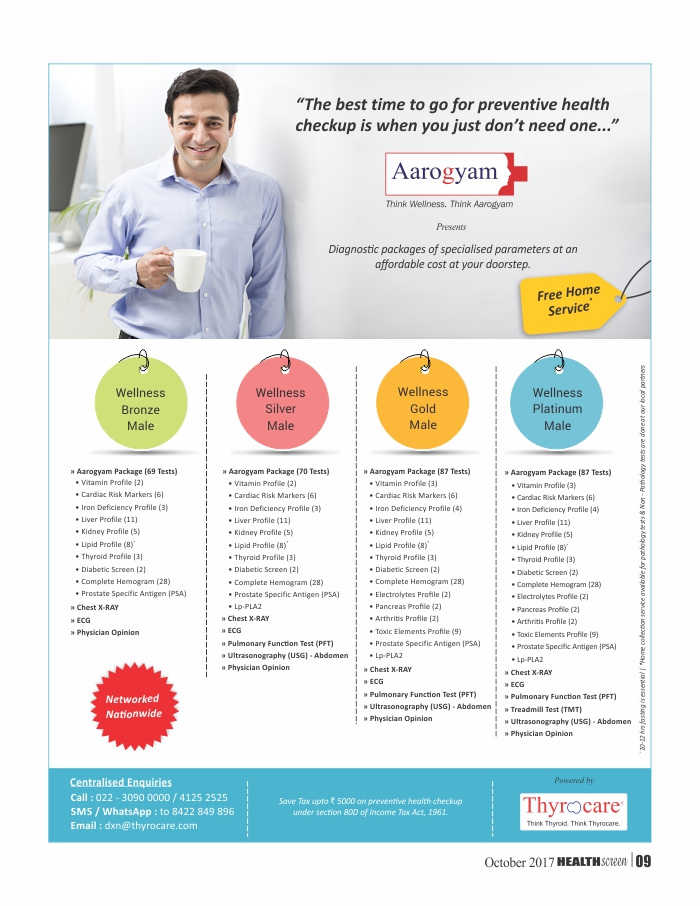 “The best time to go for preventive health
checkup is when you just don’t need one...”
Aarogyam
Think Wellness. Think Aarogyam
Presents
Diagnostic packages of specialised parameters at an
affordable cost at your doorstep.
Free Home
Service*
Wellness
Bronze
Male
» Aarogyam Package (69 Tests)
• Vitamin Profile (2)
• Cardiac Risk Markers (6)
• Iron Deficiency Profile (3)
• Liver Profile (11)
• Kidney Profile (5)
• Lipid Profile (8)*
• Thyroid Profile (3)
• Diabetic Screen (2)
• Complete Hemogram (28)
• Prostate Specific Antigen (PSA)
» Chest X-RAY
» ECG
» Physician Opinion
Wellness
Silver
Male
» Aarogyam Package (70 Tests)
• Vitamin Profile (2)
• Cardiac Risk Markers (6)
• Iron Deficiency Profile (3)
• Liver Profile (11)
• Kidney Profile (5)
• Lipid Profile (8)*
• Thyroid Profile (3)
• Diabetic Screen (2)
• Complete Hemogram (28)
• Prostate Specific Antigen (PSA)
• Lp-PLA2
» Chest X-RAY
» ECG
» Pulmonary Function Test (PFT)
» Ultrasonography (USG) - Abdomen
» Physician Opinion
Wellness
Gold
Male
» Aarogyam Package (87 Tests)
• Vitamin Profile (3)
• Cardiac Risk Markers (6)
• Iron Deficiency Profile (4)
• Liver Profile (11)
• Kidney Profile (5)
• Lipid Profile (8)*
• Thyroid Profile (3)
• Diabetic Screen (2)
• Complete Hemogram (28)
• Electrolytes Profile (2)
• Pancreas Profile (2)
• Arthritis Profile (2)
• Toxic Elements Profile (9)
• Prostate Specific Antigen (PSA)
• Lp-PLA2
» Chest X-RAY
» ECG
» Pulmonary Function Test (PFT)
» Ultrasonography (USG) - Abdomen
» Physician Opinion
Wellness
Platinum
Male
» Aarogyam Package (87 Tests)
• Vitamin Profile (3)
• Cardiac Risk Markers (6)
• Iron Deficiency Profile (4)
• Liver Profile (11)
• Kidney Profile (5)
• Lipid Profile (8)*
• Thyroid Profile (3)
• Diabetic Screen (2)
• Complete Hemogram (28)
• Electrolytes Profile (2)
• Pancreas Profile (2)
• Arthritis Profile (2)
• Toxic Elements Profile (9)
• Prostate Specific Antigen (PSA)
• Lp-PLA2
» Chest X-RAY
» ECG
» Pulmonary Function Test (PFT)
» Treadmill Test (TMT)
» Ultrasonography (USG) - Abdomen
» Physician Opinion
*10-12 hrs fasting is essential | *Home collection service available for pathology tests & Non - Pathology tests are done at our local partners
Networked
Nationwide
Centralised Enquiries
Call : 022 - 3090 0000 / 4125 2525
SMS / WhatsApp : to 8422 849 896
Email : dxn@thyrocare.com
Save Tax upto ₹ 5000 on preventive health checkup
under section 80D of Income Tax Act, 1961.
Powered by
Thyrocare®
Think Thyroid. Think Thyrocare.
October 2017 HEALTHscreen | 09